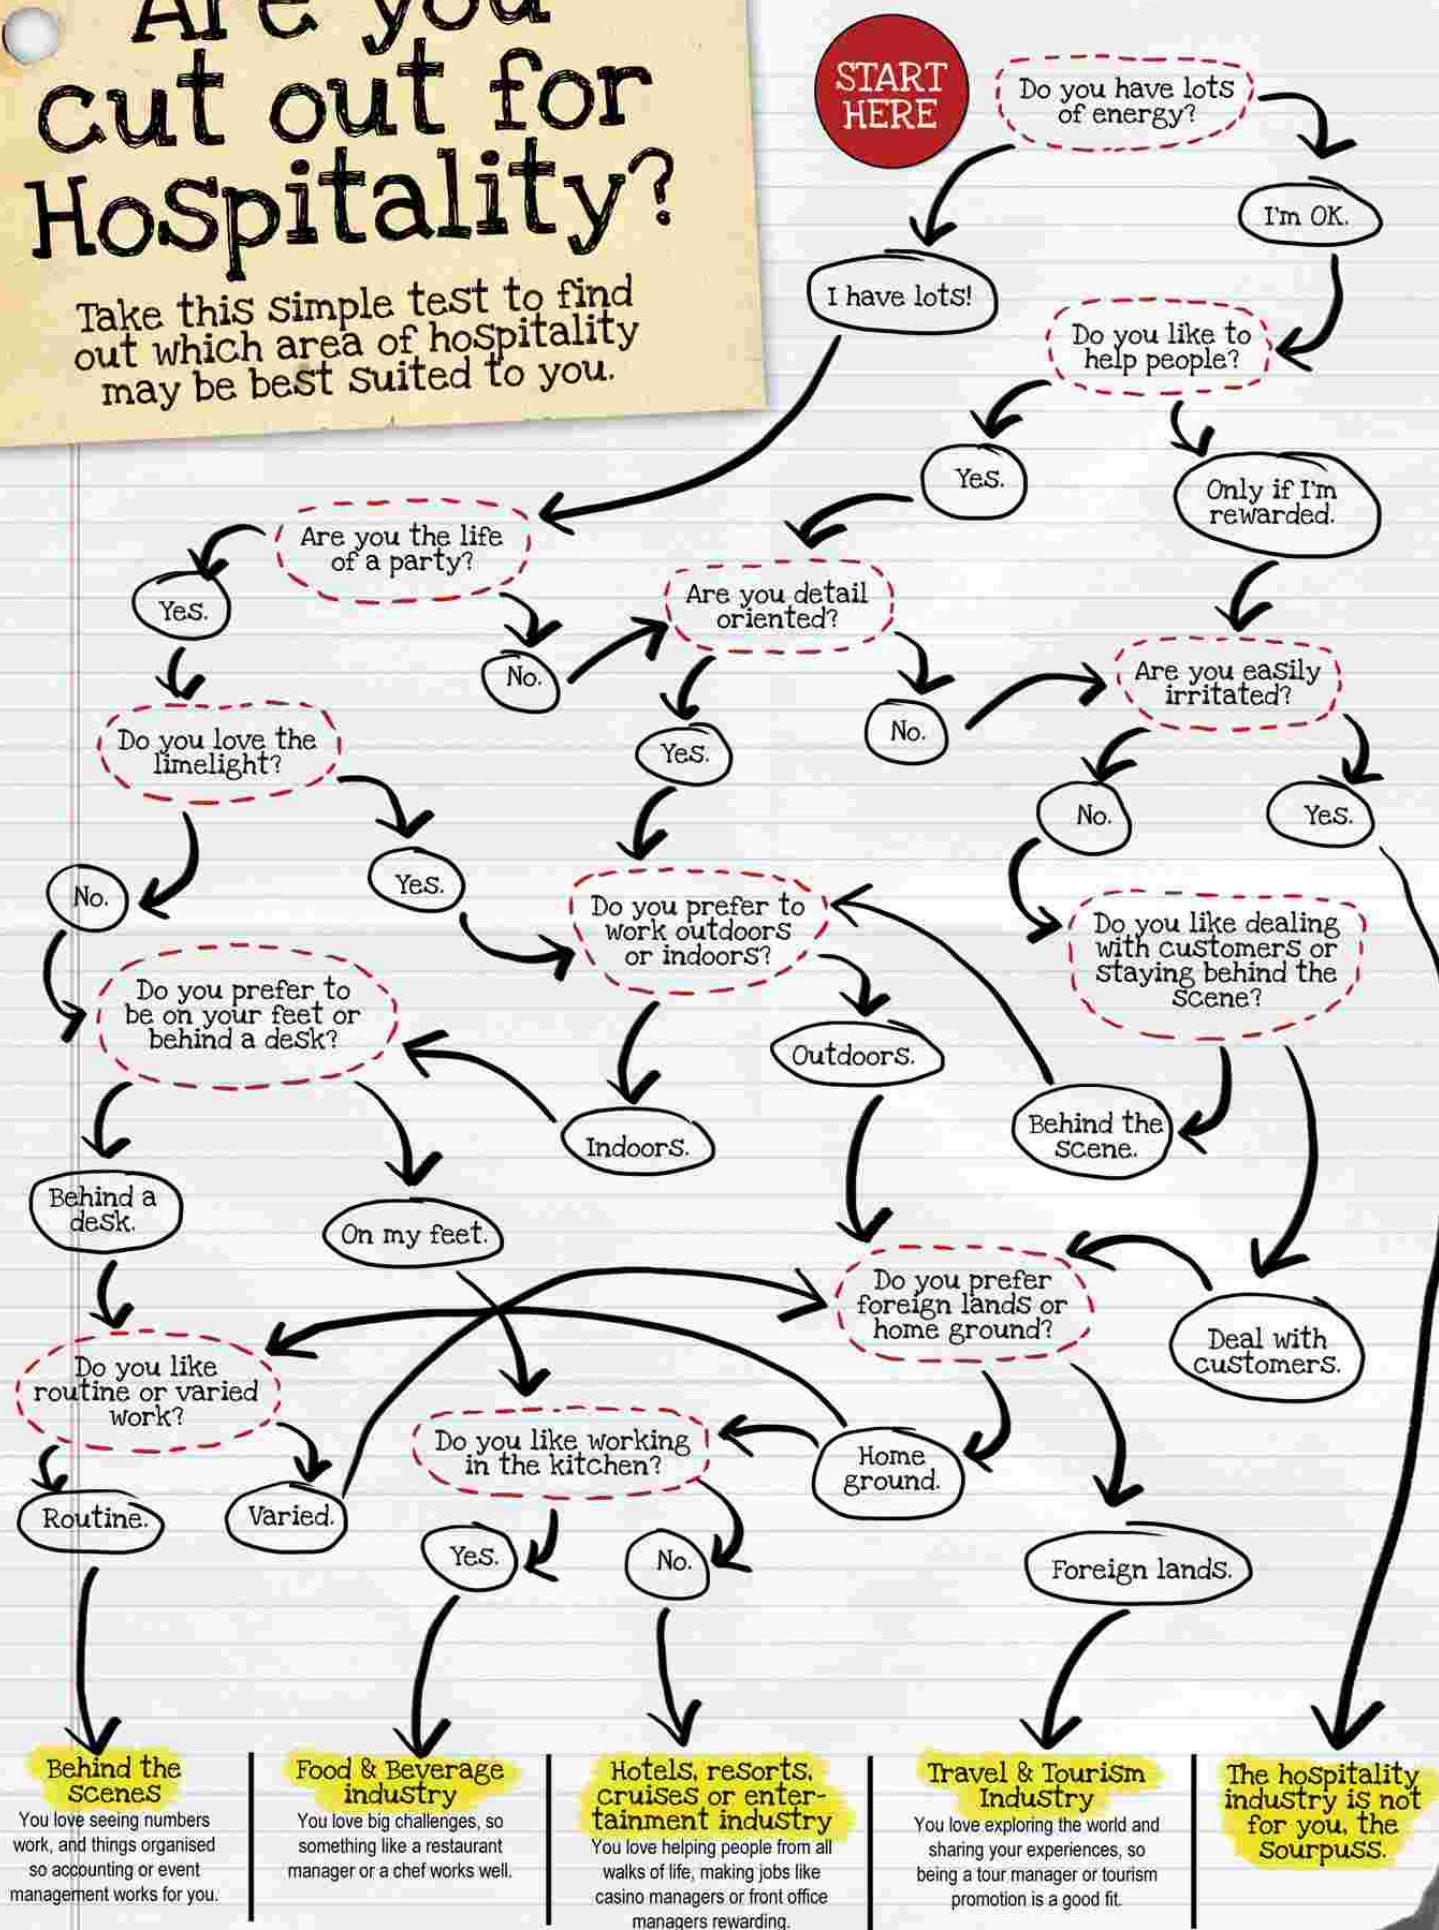 Are you
cut out for
Hospitality?
Take this simple test to find
out which area of hospitality
may be best suited to you.
START
HERE
Do you have lots
of energy?
I'm OK.
I have lots!
Do you like to
help people?
Yes.
Only if I'm
rewarded.
Are you the life
of a party?
Yes.
No.
Are you detail
oriented?
Yes.
No.
Are you easily
irritated?
No.
Yes.
Do you love the
limelight?
No.
Yes.
Do you prefer to
work outdoors
or indoors?
Do you like dealing
with customers or
staying behind the
scene?
Do you prefer to
be on your feet or
behind a desk?
Outdoors.
Indoors.
Behind the
scene.
Behind a
desk.
On my feet.
Do you prefer
foreign lands or
home ground?
Deal with
customers.
Do you like
routine or varied
work?
Do you like working
in the kitchen?
Home
ground.
Routine.
Varied.
Yes.
No.
Foreign lands.
Behind the
scenes
You love seeing numbers
work, and things organised
so accounting or event
management works for you.
Food & Beverage
industry
You love big challenges, so
something like a restaurant
manager or a chef works well.
Hotels, resorts,
cruises or enter-
tainment industry
You love helping people from all
walks of life, making jobs like
casino managers or front office
managers rewarding.
Travel & Tourism
Industry
You love exploring the world and
sharing your experiences, so
being a tour manager or tourism
promotion is a good fit.
The hospitality
industry is not
for you, the
sourpuss.